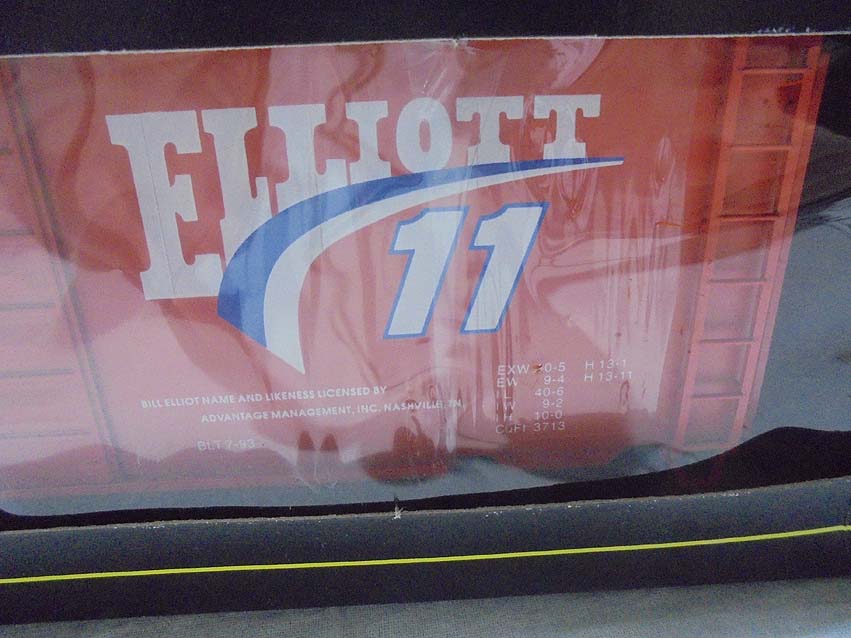 ELLIOTT
11
BILL ELLIOT NAME AND LIKENESS LICENSED BY
ADVANTAGE MANAGEMENT, INC. NASHVILLE, TN
BLT 7-93
EXW 0-5 H 13-1
EW 9-4 H 13-11
IL 40-6
IW 9-2
IH 10-0
CuFt 3713